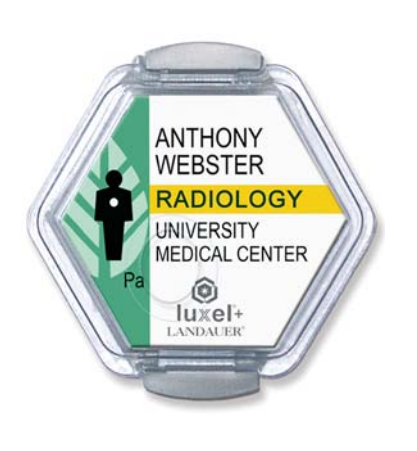 ANTHONY
WEBSTER
RADIOLOGY
UNIVERSITY
MEDICAL CENTER
Pa
luxel+
LANDAUER®